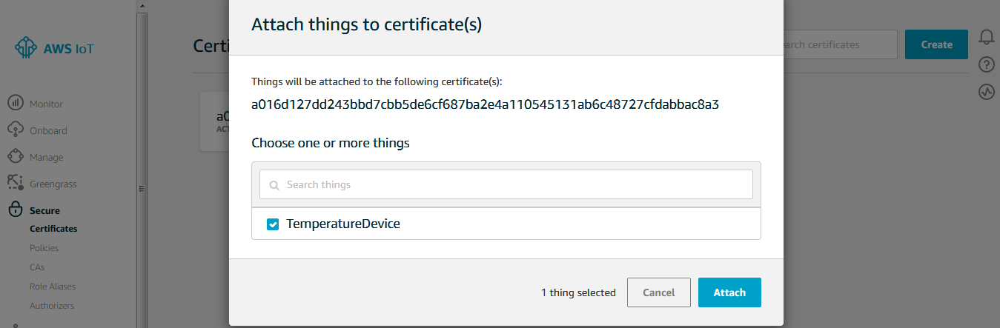 Attach things to certificate(s)
AWS IoT
Certi
arch certificates
Create
Things will be attached to the following certificate(s):
a016d127dd243bbd7cbb5de6cf687ba2e4a110545131ab6c48727cfdabbac8a3
a0
ACT
Monitor
Onboard
Manage
Greengrass
Secure
Certificates
Policies
CAs
Role Aliases
Authorizers
Choose one or more things
Search things
TemperatureDevice
1 thing selected
Cancel
Attach